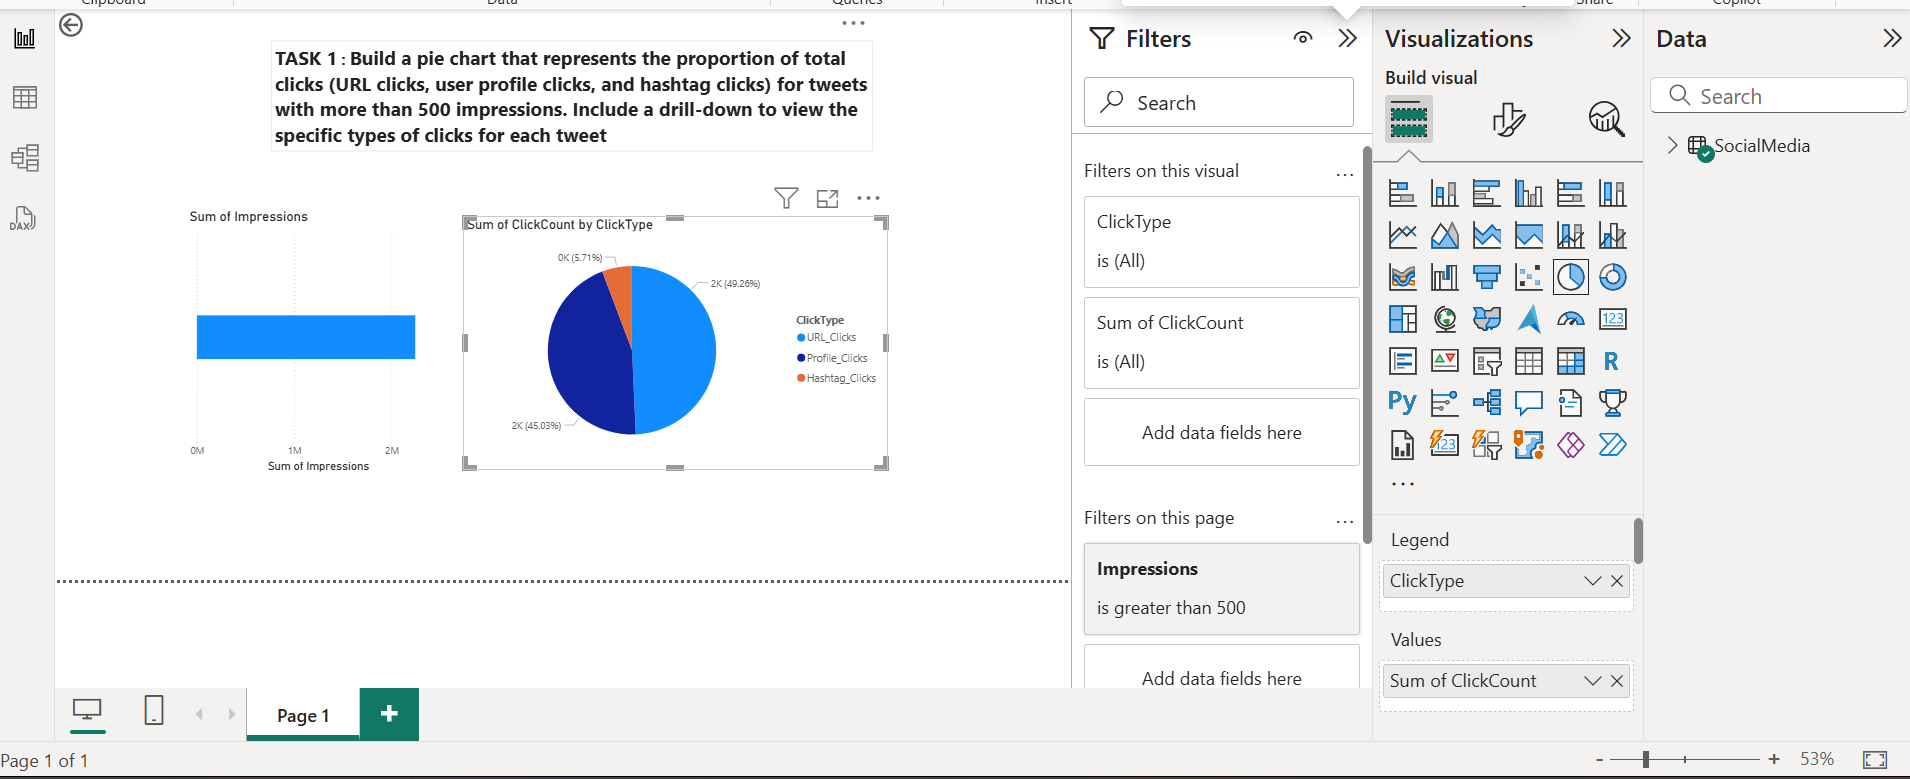 Clipboard
Data
Queries
Insert
Share
Copilot
TASK 1 : Build a pie chart that represents the proportion of total
clicks (URL clicks, user profile clicks, and hashtag clicks) for tweets
with more than 500 impressions. Include a drill-down to view the
specific types of clicks for each tweet
Sum of Impressions
0M
1M
2M
Sum of Impressions
Sum of ClickCount by ClickType
0K (5.71%)
2K (49.26%)
2K (45.03%)
ClickType
URL_Clicks
Profile_Clicks
Hashtag_Clicks
Filters
Search
Filters on this visual
ClickType
is (All)
Sum of ClickCount
is (All)
Add data fields here
Filters on this page
Impressions
is greater than 500
Add data fields here
Visualizations
Build visual
123
R
Py
123
Legend
ClickType
Values
Sum of ClickCount
Data
Search
SocialMedia
DAX
Page 1
Page 1 of 1
- + 53%